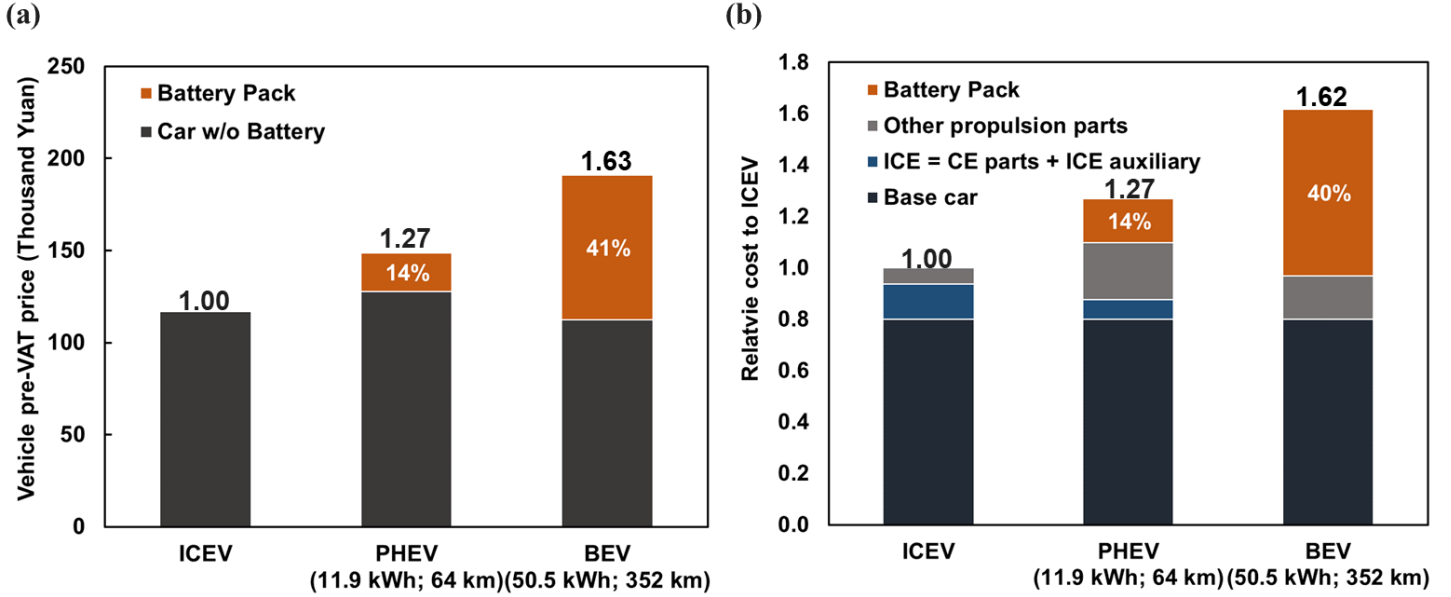 (a)
Vehicle pre-VAT price (Thousand Yuan)
250
200
150
100
50
0
Battery Pack
Car w/o Battery
1.00
1.27
14%
1.63
41%
ICEV
PHEV
(11.9 kWh; 64 km)
BEV
(50.5 kWh; 352 km)
(b)
Relatvie cost to ICEV
1.8
1.6
1.4
1.2
1.0
0.8
0.6
0.4
0.2
0.0
Battery Pack
Other propulsion parts
ICE = CE parts + ICE auxiliary
Base car
1.00
1.27
14%
1.62
40%
ICEV
PHEV
(11.9 kWh; 64 km)
BEV
(50.5 kWh; 352 km)